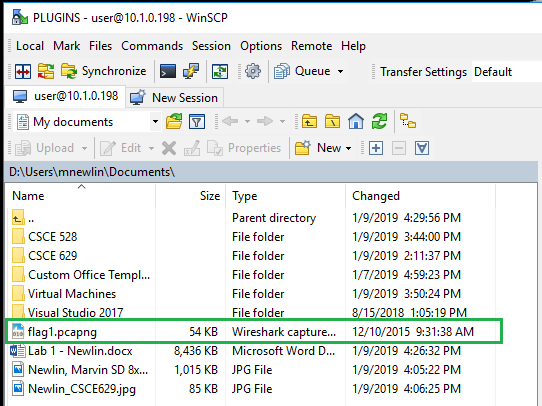 PLUGINS - user@10.1.0.198 - WinSCP
Local Mark Files Commands Session Options Remote Help
Synchronize Queue Transfer Settings Default
user@10.1.0.198 New Session
My documents
Upload Edit Properties New
D:\Users\mnewlin\Documents\
Name Size Type Changed
.. Parent directory 1/9/2019 4:29:56 PM
CSCE 528 File folder 1/9/2019 3:44:00 PM
CSCE 629 File folder 1/9/2019 2:11:37 PM
Custom Office Templ... File folder 1/7/2019 4:59:23 PM
Virtual Machines File folder 1/9/2019 3:50:24 PM
Visual Studio 2017 File folder 8/15/2018 1:05:19 PM
flag1.pcapng 54 KB Wireshark capture... 12/10/2015 9:31:38 AM
Lab 1 - Newlin.docx 8,436 KB Microsoft Word D... 1/9/2019 4:26:32 PM
Newlin, Marvin SD 8x... 1,015 KB JPG File 1/9/2019 4:05:22 PM
Newlin_CSCE629.jpg 85 KB JPG File 1/9/2019 4:06:25 PM